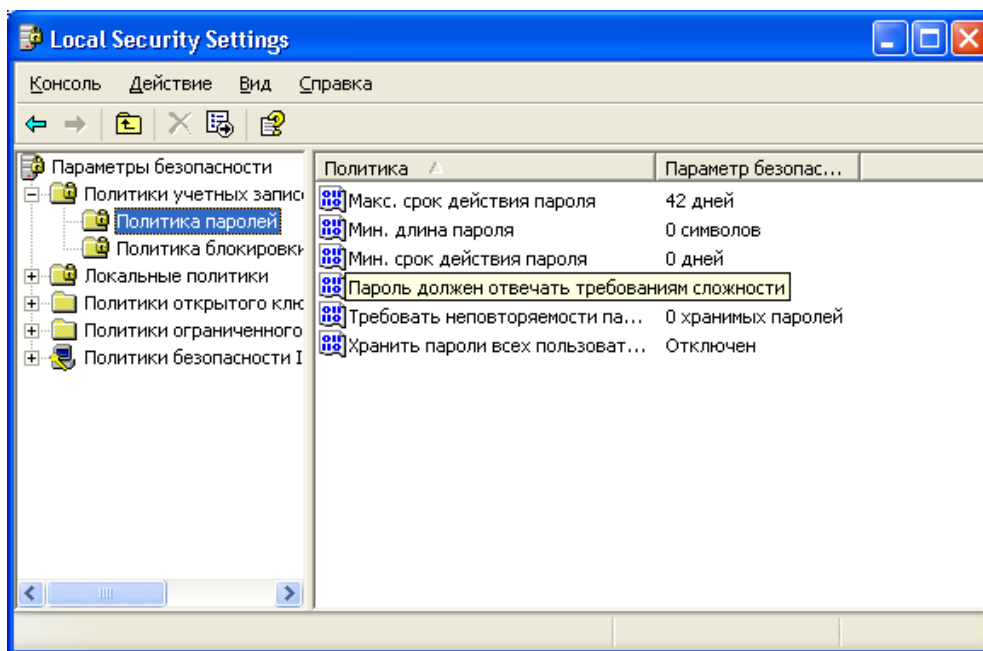 Local Security Settings
Консоль Действие Вид Справка
Параметры безопасности
Политики учетных запис
Политика паролей
Политика блокировки
Локальные политики
Политики открытого клю
Политики ограниченного
Политики безопасности I
Политика Параметр безопас...
Макс. срок действия пароля 42 дней
Мин. длина пароля 0 символов
Мин. срок действия пароля 0 дней
Пароль должен отвечать требованиям сложности
Требовать неповторяемости па... 0 хранимых паролей
Хранить пароли всех пользоват... Отключен